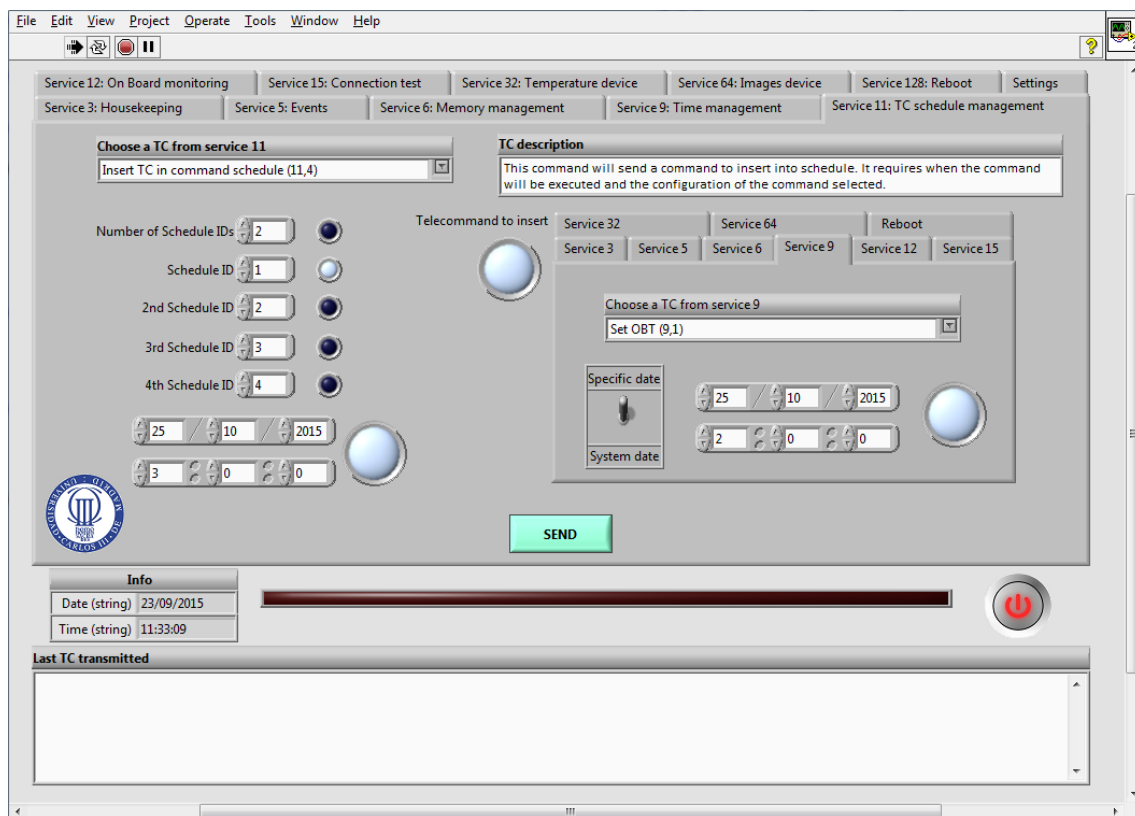 File Edit View Project Operate Tools Window Help
Service 12: On Board monitoring Service 15: Connection test Service 32: Temperature device Service 64: Images device Service 128: Reboot Settings
Service 3: Housekeeping Service 5: Events Service 6: Memory management Service 9: Time management Service 11: TC schedule management
Choose a TC from service 11
Insert TC in command schedule (11,4)
TC description
This command will send a command to insert into schedule. It requires when the command
will be executed and the configuration of the command selected.
Number of Schedule IDs 2
Schedule ID 1
2nd Schedule ID 2
3rd Schedule ID 3
4th Schedule ID 4
25 / 10 / 2015
3 : 0 : 0
Telecommand to insert
Service 32 Service 64 Reboot
Service 3 Service 5 Service 6 Service 9 Service 12 Service 15
Choose a TC from service 9
Set OBT (9,1)
Specific date
System date
25 / 10 / 2015
2 : 0 : 0
UNIVERSIDAD · CARLOS III · DE MADRID
SEND
Info
Date (string) 23/09/2015
Time (string) 11:33:09
Last TC transmitted